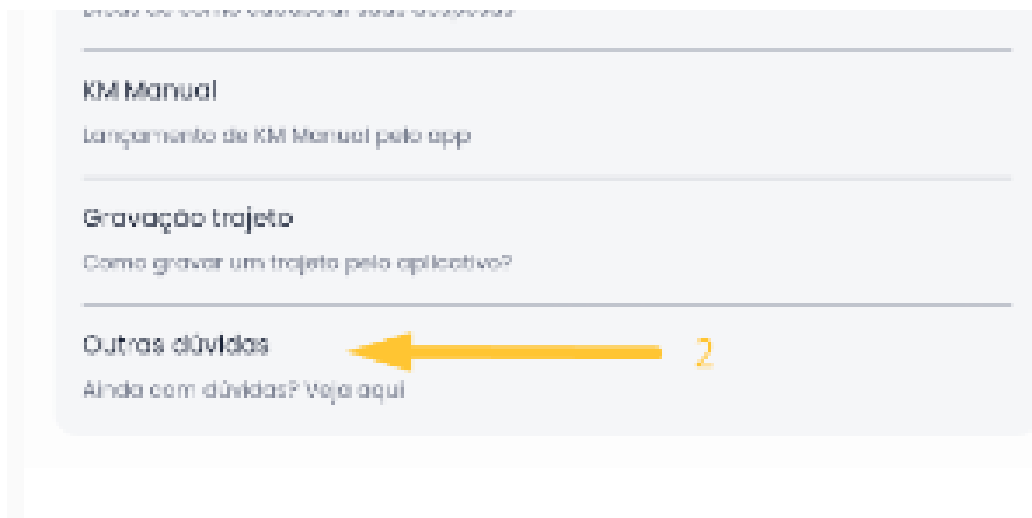 KM Manual
Lançamento de KM Manual pelo app
Gravação trajeto
Como gravar um trajeto pelo aplicativo?
Outras dúvidas
2
Ainda com dúvidas? Veja aqui